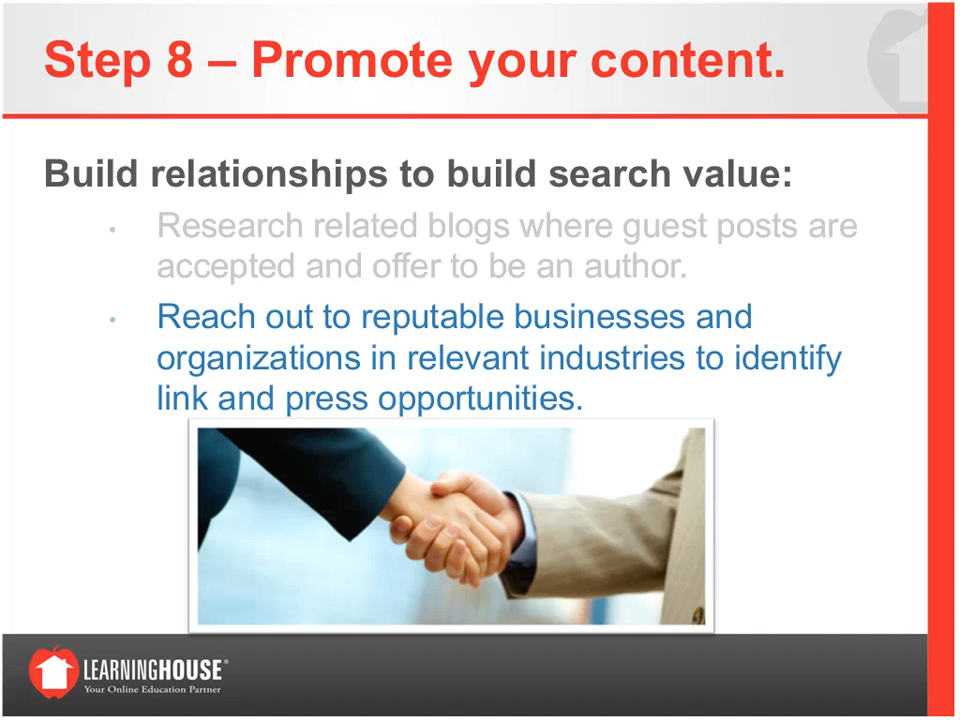 Step 8 – Promote your content.
Build relationships to build search value:
• Research related blogs where guest posts are
accepted and offer to be an author.
• Reach out to reputable businesses and
organizations in relevant industries to identify
link and press opportunities.
LEARNINGHOUSE®
Your Online Education Partner